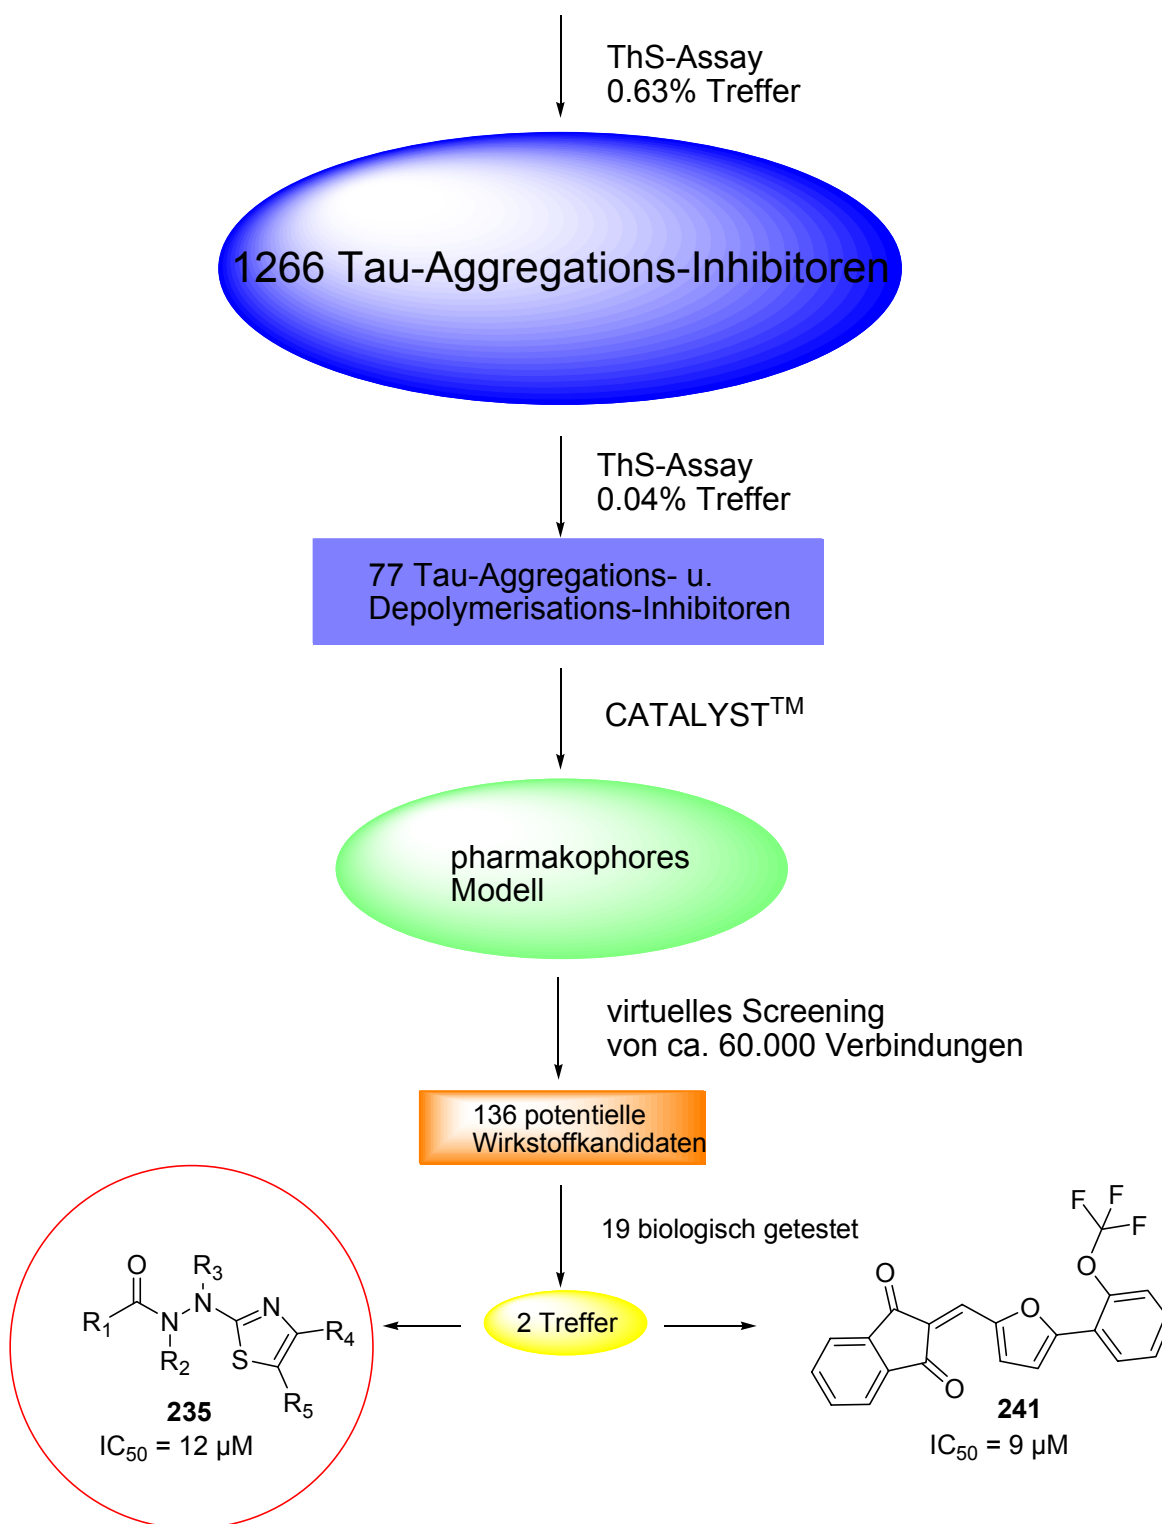 ThS-Assay
0.63% Treffer
1266 Tau-Aggregations-Inhibitoren
ThS-Assay
0.04% Treffer
77 Tau-Aggregations- u.
Depolymerisations-Inhibitoren
CATALYST™
pharmakophores
Modell
virtuelles Screening
von ca. 60.000 Verbindungen
136 potentielle
Wirkstoffkandidaten
19 biologisch getestet
2 Treffer
O
R3
R1
N
N
N
R2
S
R4
R5
235
IC50 = 12 µM
F
F
F
O
O
O
O
241
IC50 = 9 µM